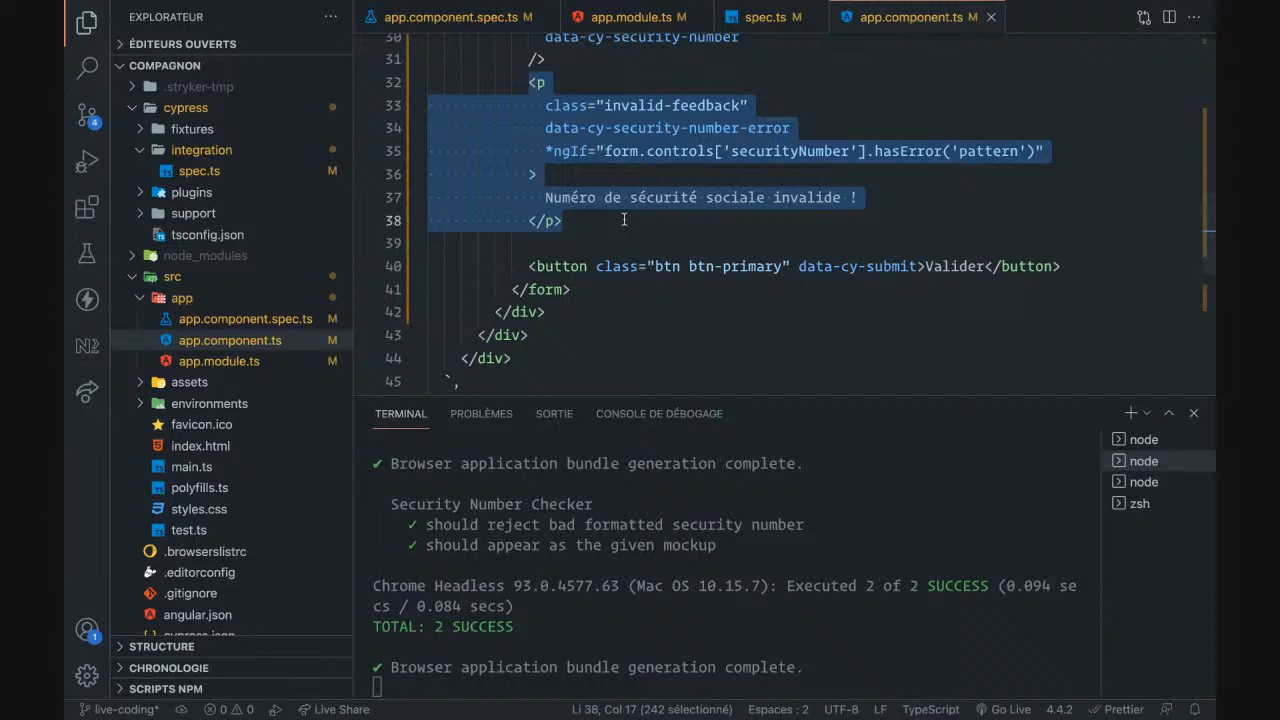 EXPLORATEUR
ÉDITEURS OUVERTS
COMPAGNON
.stryker-tmp
cypress
fixtures
integration
spec.ts M
plugins
support
tsconfig.json
node_modules
src
app
app.component.spec.ts M
app.component.ts M
app.module.ts M
assets
environments
favicon.ico
index.html
main.ts
polyfills.ts
styles.css
test.ts
.browserslistrc
.editorconfig
.gitignore
angular.json
cypress.json
STRUCTURE
CHRONOLOGIE
SCRIPTS NPM
4
N2
1
app.component.spec.ts M
app.module.ts M
spec.ts M
app.component.ts M
30 data-cy-security-number
31 />
32 <p
33 class="invalid-feedback"
34 data-cy-security-number-error
35 *ngIf="form.controls['securityNumber'].hasError('pattern')"
36 >
37 Numéro de sécurité sociale invalide !
38 </p>
39
40 <button class="btn btn-primary" data-cy-submit>Valider</button>
41 </form>
42 </div>
43 </div>
44 </div>
45 `,
TERMINAL PROBLÈMES SORTIE CONSOLE DE DÉBOGAGE
✔ Browser application bundle generation complete.
Security Number Checker
✓ should reject bad formatted security number
✓ should appear as the given mockup
Chrome Headless 93.0.4577.63 (Mac OS 10.15.7): Executed 2 of 2 SUCCESS (0.094 se
cs / 0.084 secs)
TOTAL: 2 SUCCESS
✔ Browser application bundle generation complete.
node
node
node
zsh
live-coding* 0 0 Live Share Li 38, Col 17 (242 sélectionné) Espaces : 2 UTF-8 LF TypeScript Go Live 4.4.2 Prettier